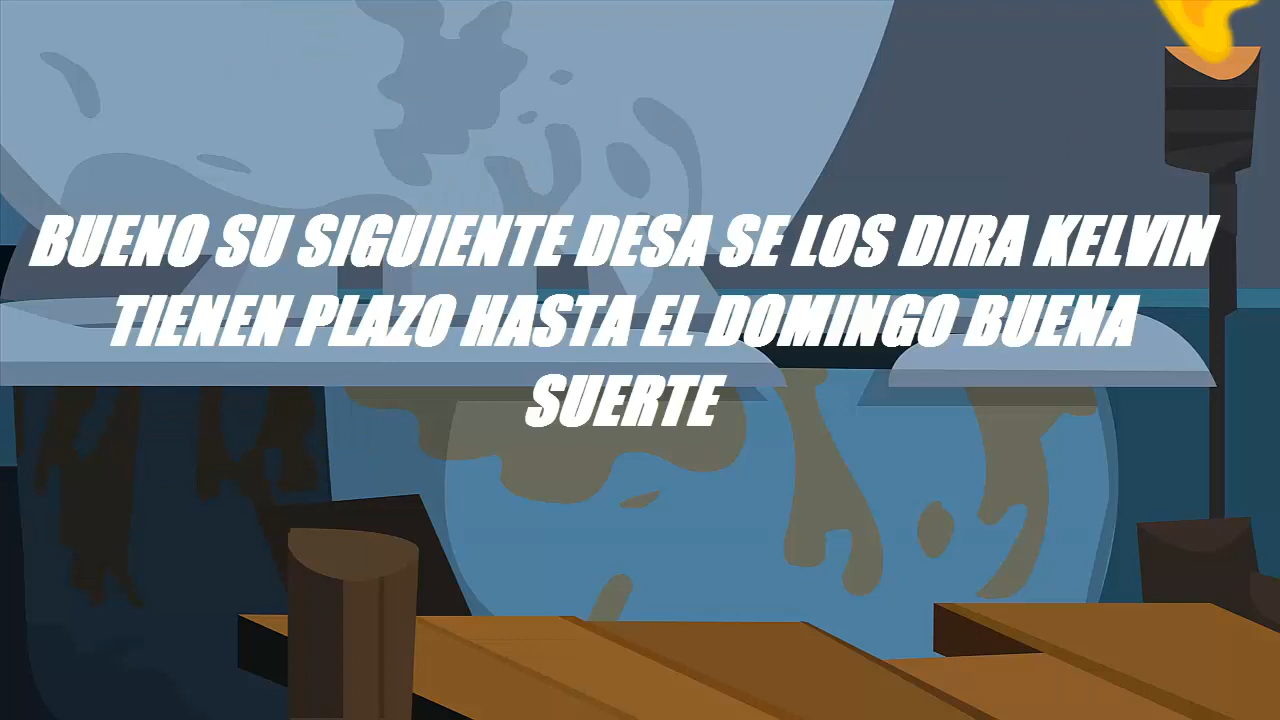 BUENO SU SIGUIENTE DESA SE LOS DIRA KELVIN
TIENEN PLAZO HASTA EL DOMINGO BUENA
SUERTE